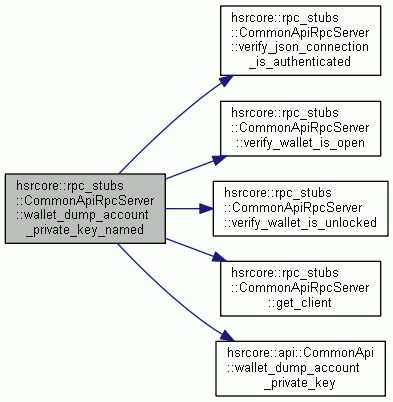 hsrcore::rpc_stubs
::CommonApiRpcServer
::verify_json_connection
_is_authenticated
hsrcore::rpc_stubs
::CommonApiRpcServer
::verify_wallet_is_open
hsrcore::rpc_stubs
::CommonApiRpcServer
::wallet_dump_account
_private_key_named
hsrcore::rpc_stubs
::CommonApiRpcServer
::verify_wallet_is_unlocked
hsrcore::rpc_stubs
::CommonApiRpcServer
::get_client
hsrcore::api::CommonApi
::wallet_dump_account
_private_key